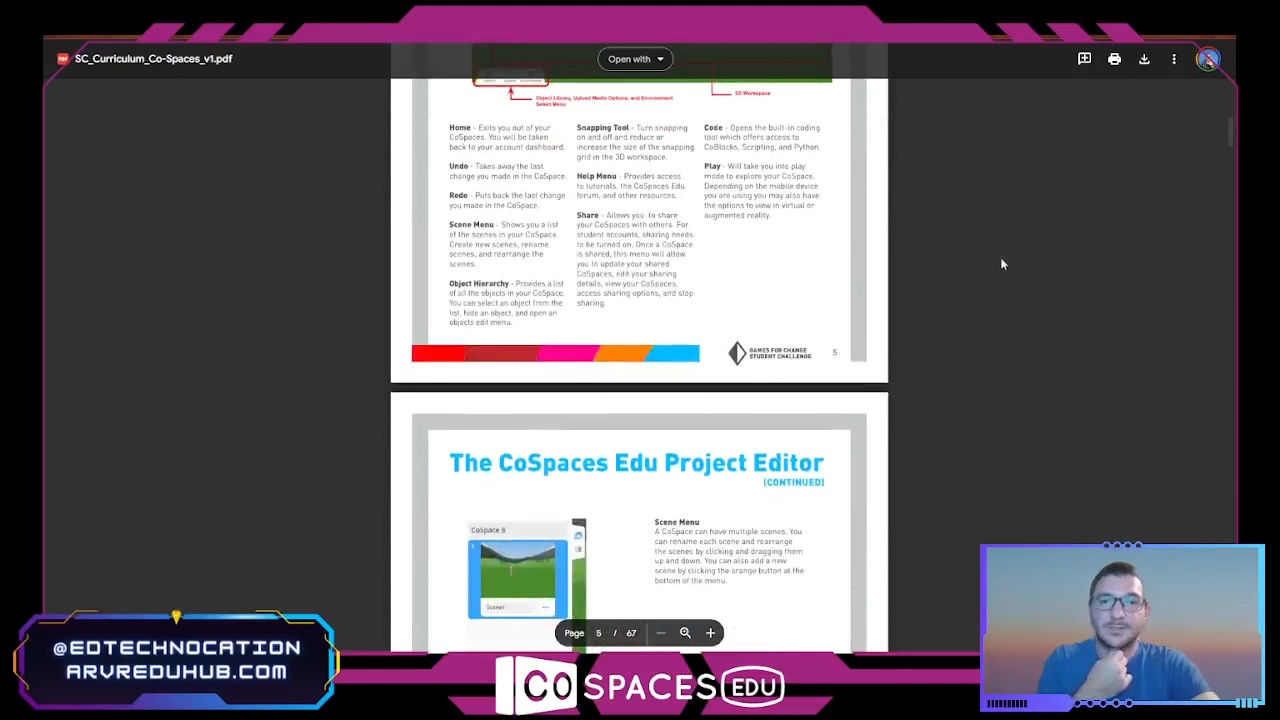 SC_Curriculum_Co-Spaces_v1.pdf
Open with
Object Library, Upload Media Options, and Environment
Select Menu
3D Workspace
Home - Exits you out of your
CoSpaces. You will be taken
back to your account dashboard.
Undo - Takes away the last
change you made in the CoSpace.
Redo - Puts back the last change
you made in the CoSpace.
Scene Menu - Shows you a list
of the scenes in your CoSpace.
Create new scenes, rename
scenes, and rearrange the
scenes.
Object Hierarchy - Provides a list
of all the objects in your CoSpace.
You can select an object from the
list, hide an object, and open an
objects edit menu.
Snapping Tool - Turn snapping
on and off and reduce or
increase the size of the snapping
grid in the 3D workspace.
Help Menu - Provides access
to tutorials, the CoSpaces Edu
forum, and other resources.
Share - Allows you to share
your CoSpaces with others. For
student accounts, sharing needs
to be turned on. Once a CoSpace
is shared, this menu will allow
you to update your shared
CoSpaces, edit your sharing
details, view your CoSpaces,
access sharing options, and stop
sharing.
Code - Opens the built-in coding
tool which offers access to
CoBlocks, Scripting, and Python.
Play - Will take you into play
mode to explore your CoSpace.
Depending on the mobile device
you are using you may also have
the options to view in virtual or
augmented reality.
GAMES FOR CHANGE
STUDENT CHALLENGE
5
The CoSpaces Edu Project Editor
(CONTINUED)
CoSpace 8
Scene Menu
A CoSpace can have multiple scenes. You
can rename each scene and rearrange
the scenes by clicking and dragging them
up and down. You can also add a new
scene by clicking the orange button at the
bottom of the menu.
Page 5 / 67
@EDTECHNOCATION
ARVREDUHUB.COM
COSPACES EDU